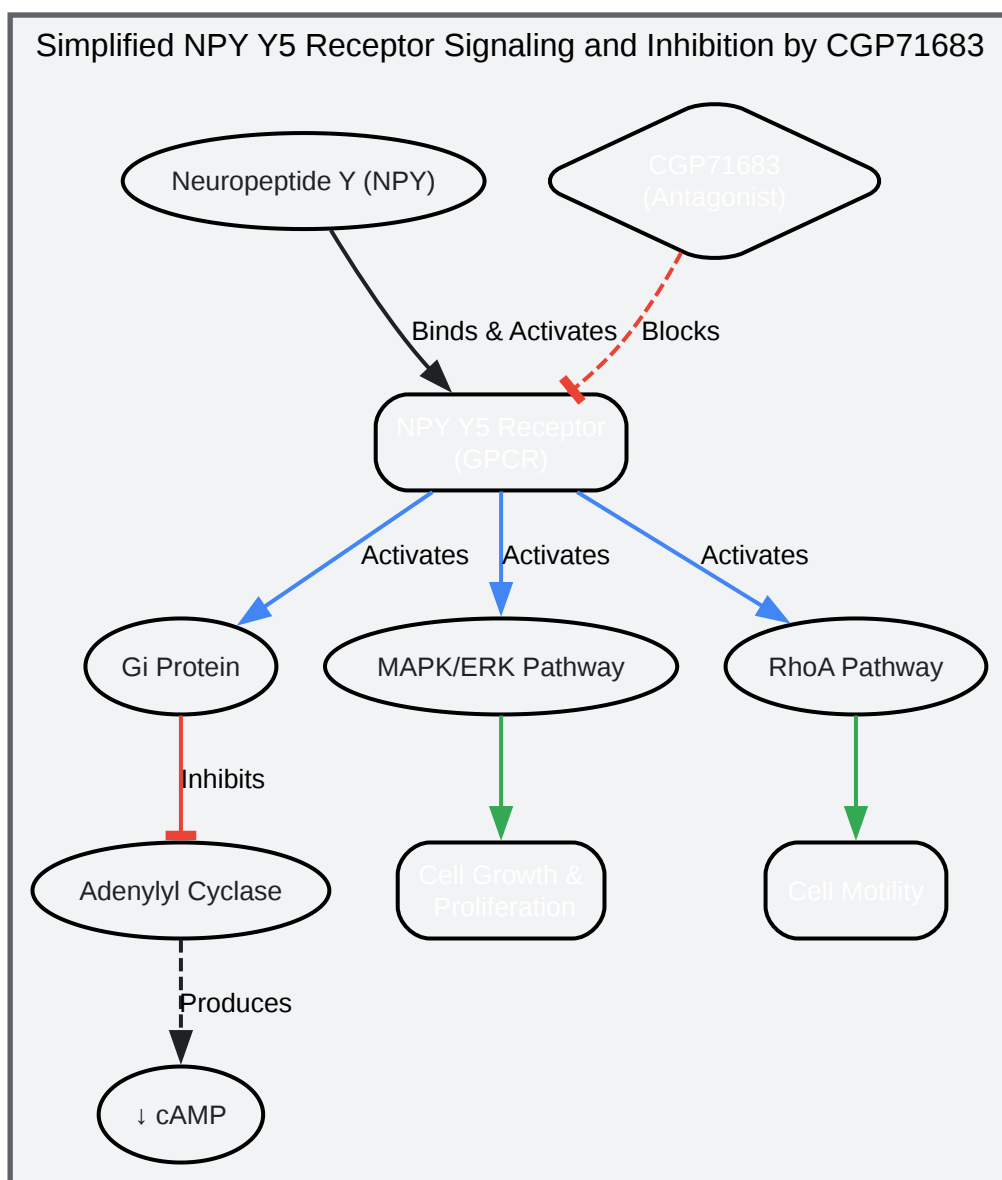 Simplified NPY Y5 Receptor Signaling and Inhibition by CGP71683
Neuropeptide Y (NPY)
CGP71683
(Antagonist)
Binds & Activates
Blocks
NPY Y5 Receptor
(GPCR)
Activates
Activates
Activates
Gi Protein
MAPK/ERK Pathway
RhoA Pathway
Inhibits
Adenylyl Cyclase
Cell Growth &
Proliferation
Cell Motility
Produces
↓ cAMP